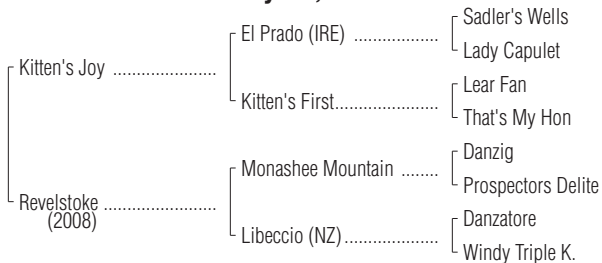 Sadler's Wells
El Prado (IRE) ..................
Lady Capulet
Kitten's Joy ......................
Lear Fan
Kitten's First......................
That's My Hon
Danzig
Monashee Mountain ........
Prospectors Delite
Revelstoke ........................
(2008)
Danzatore
Libeccio (NZ)....................
Windy Triple K.